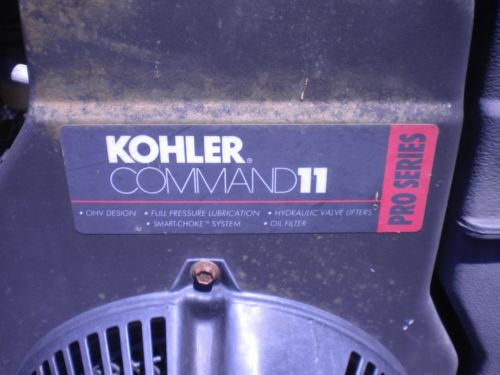 KOHLER®
COMMAND11
PRO SERIES
• OHV DESIGN • FULL PRESSURE LUBRICATION • HYDRAULIC VALVE LIFTERS
• SMART-CHOKE™ SYSTEM • OIL FILTER